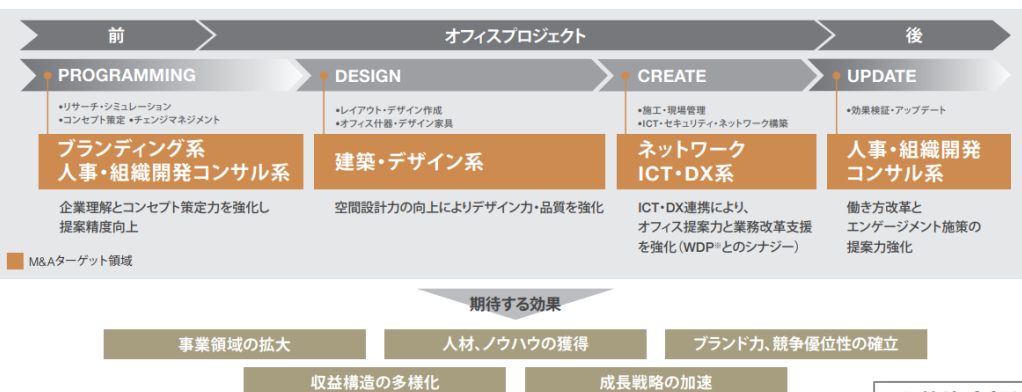 前
オフィスプロジェクト
後
PROGRAMMING
DESIGN
CREATE
UPDATE
•リサーチ・シミュレーション
•コンセプト策定 •チェンジマネジメント
•レイアウト・デザイン作成
•オフィス什器・デザイン家具
•施工・現場管理
•ICT・セキュリティ・ネットワーク構築
•効果検証・アップデート
ブランディング系
人事・組織開発コンサル系
建築・デザイン系
ネットワーク
ICT・DX系
人事・組織開発
コンサル系
企業理解とコンセプト策定力を強化し
提案精度向上
空間設計力の向上によりデザイン力・品質を強化
ICT・DX連携により、
オフィス提案力と業務改革支援
を強化（WDP※とのシナジー）
働き方改革と
エンゲージメント施策の
提案力強化
M&Aターゲット領域
期待する効果
事業領域の拡大
人材、ノウハウの獲得
ブランド力、競争優位性の確立
収益構造の多様化
成長戦略の加速